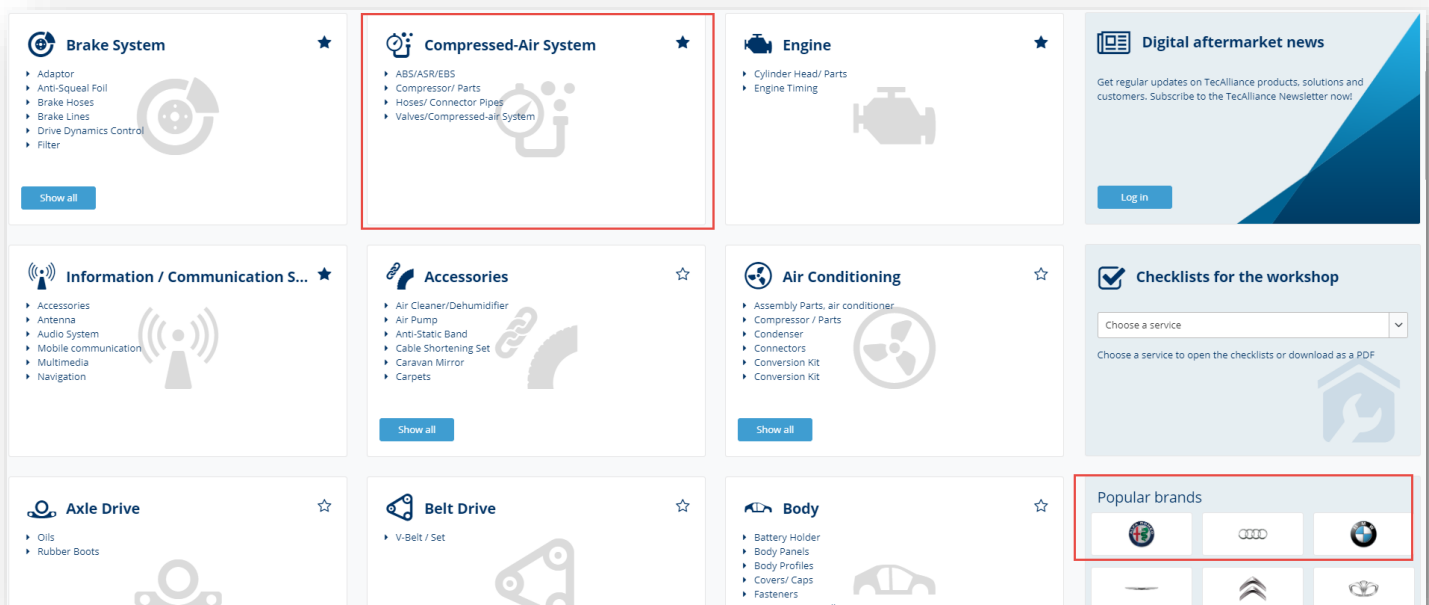 Brake System
Adaptor
Anti-Squeal Foil
Brake Hoses
Brake Lines
Drive Dynamics Control
Filter
Show all
Compressed-Air System
ABS/ASR/EBS
Compressor/ Parts
Hoses/ Connector Pipes
Valves/Compressed-air System
Engine
Cylinder Head/ Parts
Engine Timing
Digital aftermarket news
Get regular updates on TecAlliance products, solutions and
customers. Subscribe to the TecAlliance Newsletter now!
Log in
Information / Communication S...
Accessories
Antenna
Audio System
Mobile communication
Multimedia
Navigation
Accessories
Air Cleaner/Dehumidifier
Air Pump
Anti-Static Band
Cable Shortening Set
Caravan Mirror
Carpets
Show all
Air Conditioning
Assembly Parts, air conditioner
Compressor / Parts
Condenser
Connectors
Conversion Kit
Conversion Kit
Show all
Checklists for the workshop
Choose a service
Choose a service to open the checklists or download as a PDF
Axle Drive
Oils
Rubber Boots
Belt Drive
V-Belt / Set
Body
Battery Holder
Body Panels
Body Profiles
Covers/ Caps
Fasteners
Popular brands